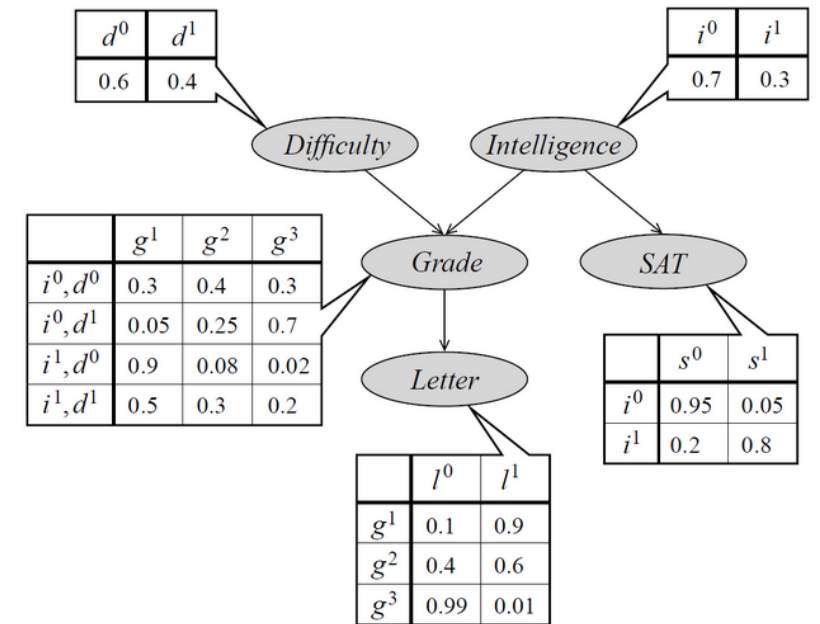 d⁰ d¹
0.6 0.4
i⁰ i¹
0.7 0.3
Difficulty
Intelligence
g¹ g² g³
i⁰,d⁰ 0.3 0.4 0.3
i⁰,d¹ 0.05 0.25 0.7
i¹,d⁰ 0.9 0.08 0.02
i¹,d¹ 0.5 0.3 0.2
Grade
SAT
Letter
s⁰ s¹
i⁰ 0.95 0.05
i¹ 0.2 0.8
l⁰ l¹
g¹ 0.1 0.9
g² 0.4 0.6
g³ 0.99 0.01